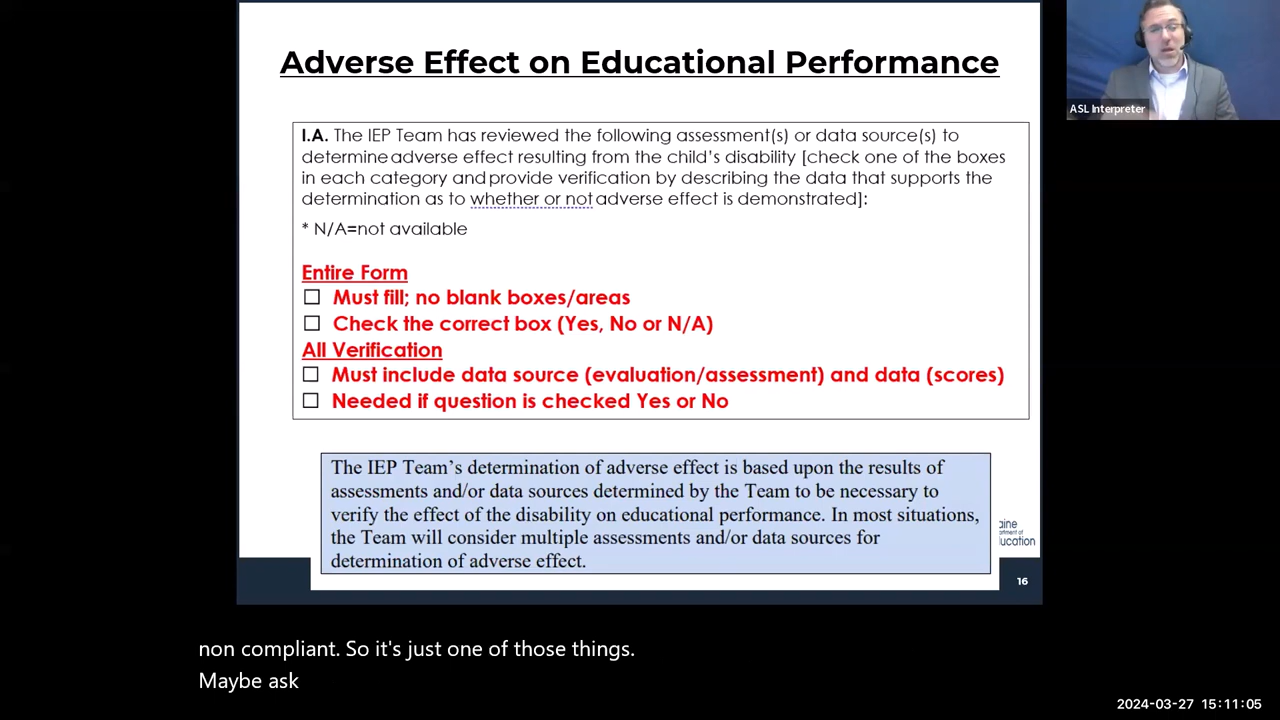 Adverse Effect on Educational Performance
ASL Interpreter
I.A. The IEP Team has reviewed the following assessment(s) or data source(s) to
determine adverse effect resulting from the child's disability [check one of the boxes
in each category and provide verification by describing the data that supports the
determination as to whether or not adverse effect is demonstrated]:
* N/A=not available
Entire Form
☐ Must fill; no blank boxes/areas
☐ Check the correct box (Yes, No or N/A)
All Verification
☐ Must include data source (evaluation/assessment) and data (scores)
☐ Needed if question is checked Yes or No
The IEP Team's determination of adverse effect is based upon the results of
assessments and/or data sources determined by the Team to be necessary to
verify the effect of the disability on educational performance. In most situations,
the Team will consider multiple assessments and/or data sources for
determination of adverse effect.
16
non compliant. So it's just one of those things.
Maybe ask
2024-03-27 15:11:05